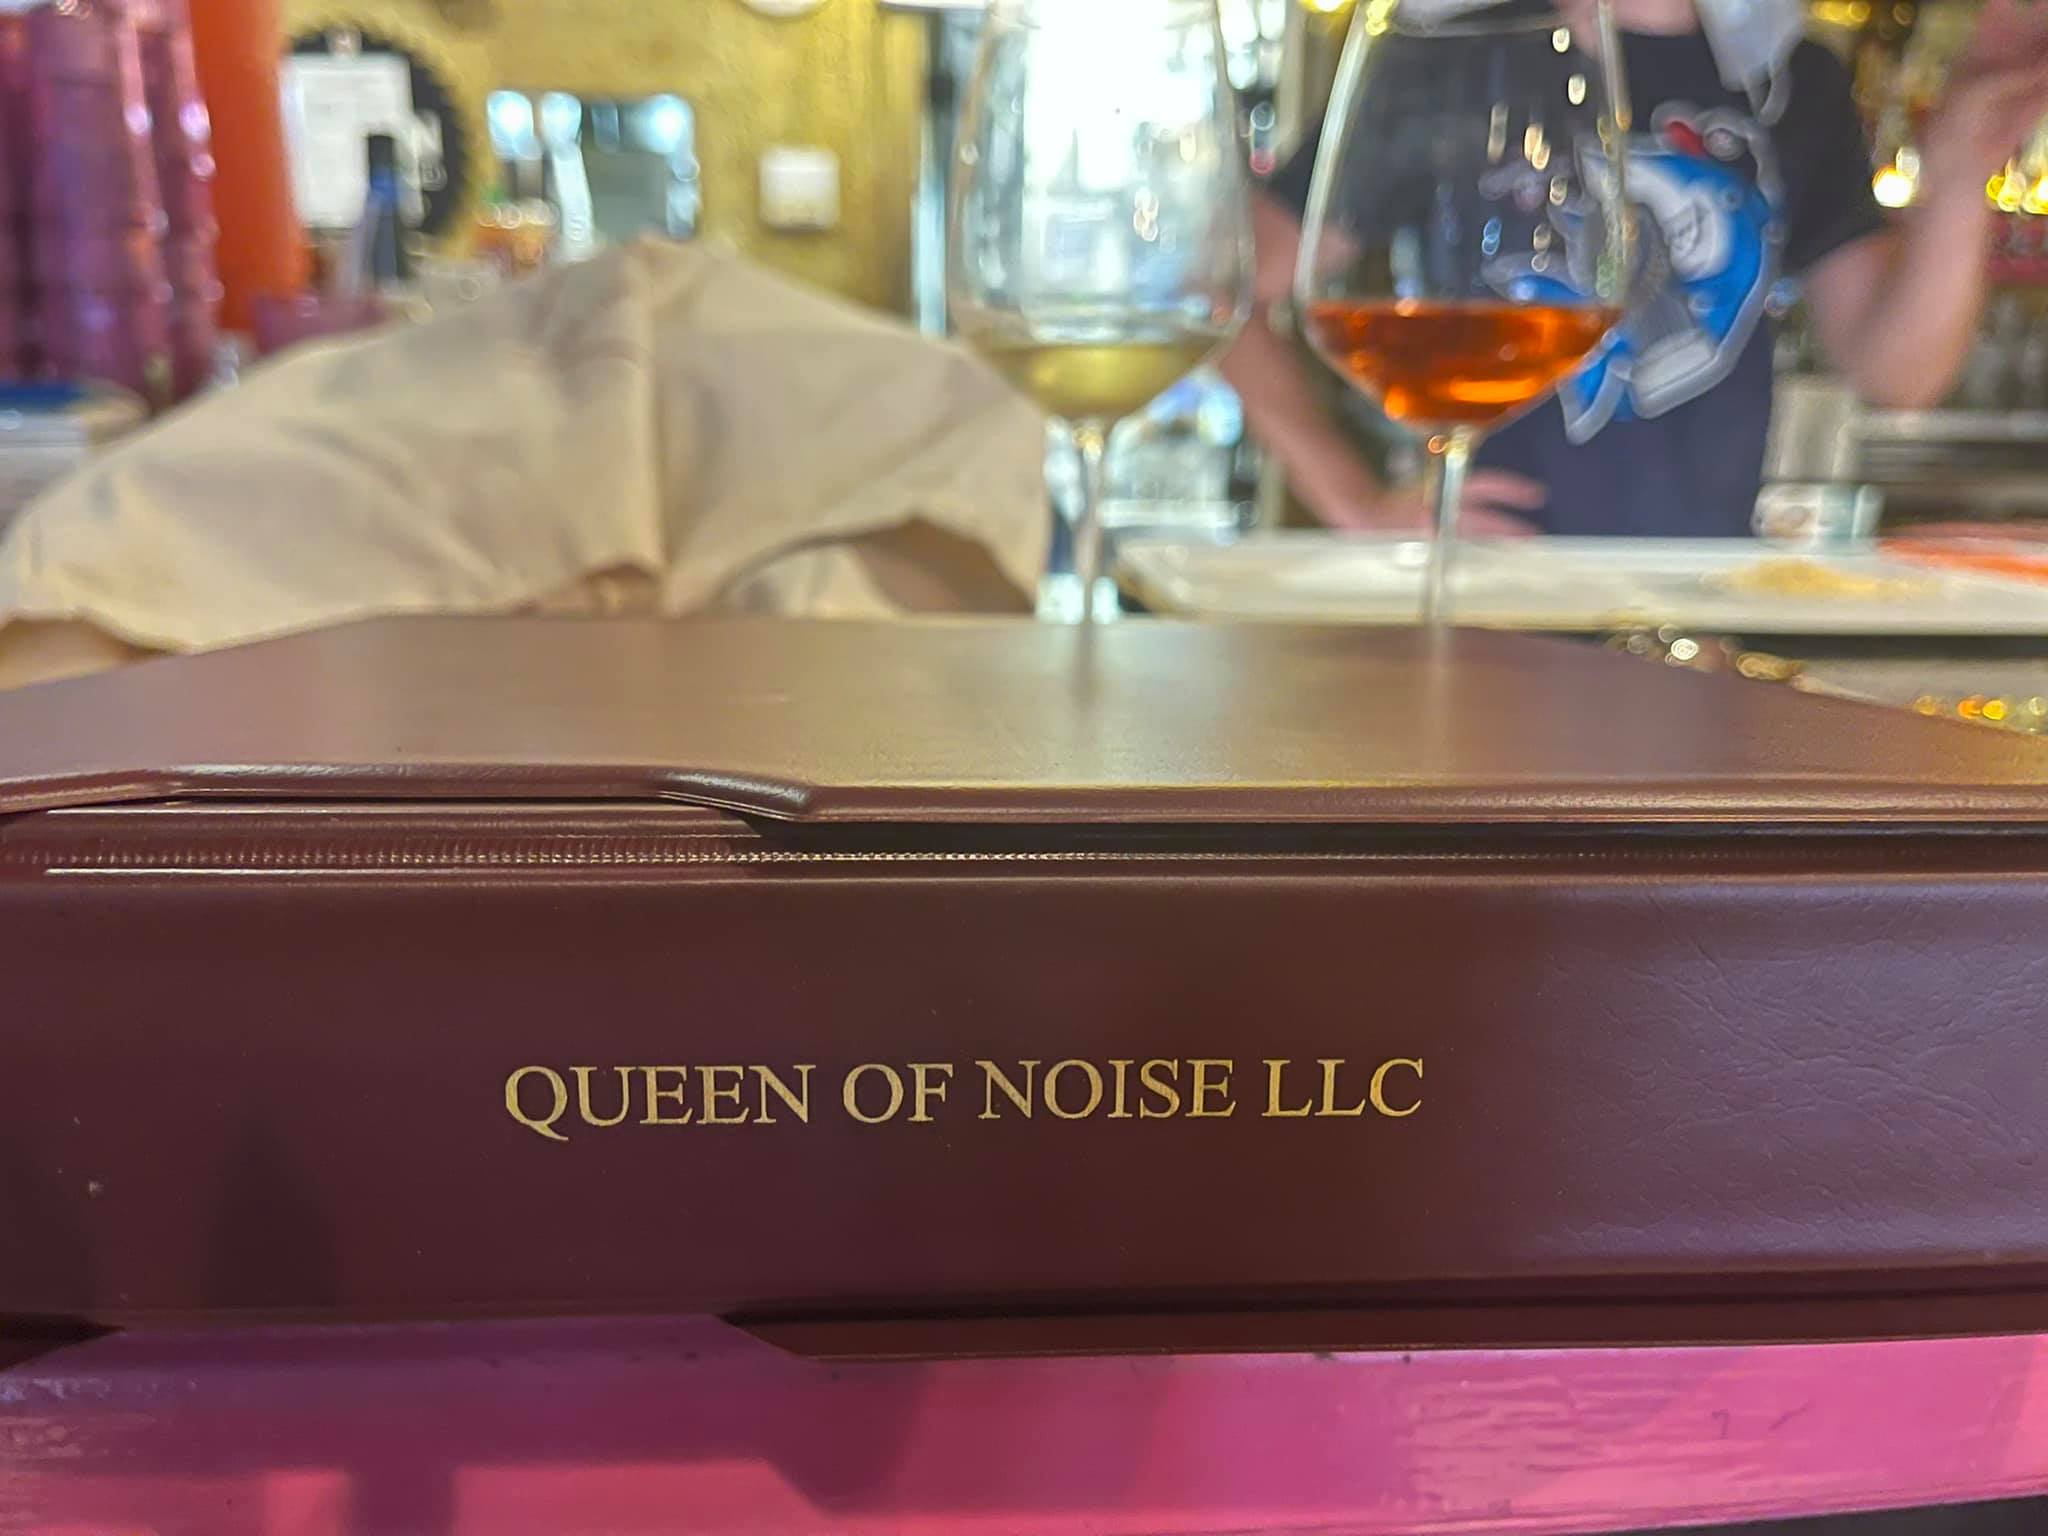 QUEEN OF NOISE LLC